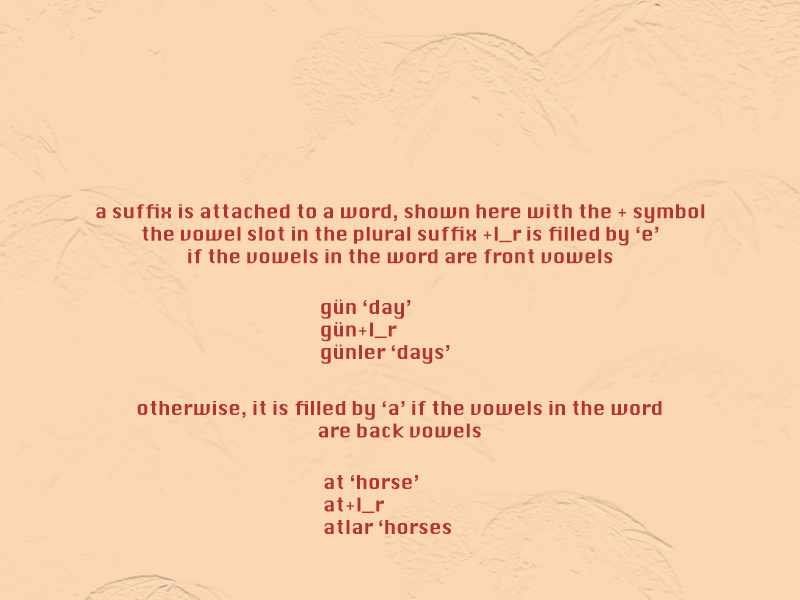 a suffix is attached to a word, shown here with the + symbol
the vowel slot in the plural suffix +l_r is filled by ‘e’
if the vowels in the word are front vowels
gün ‘day’
gün+l_r
günler ‘days’
otherwise, it is filled by ‘a’ if the vowels in the word
are back vowels
at ‘horse’
at+l_r
atlar ‘horses